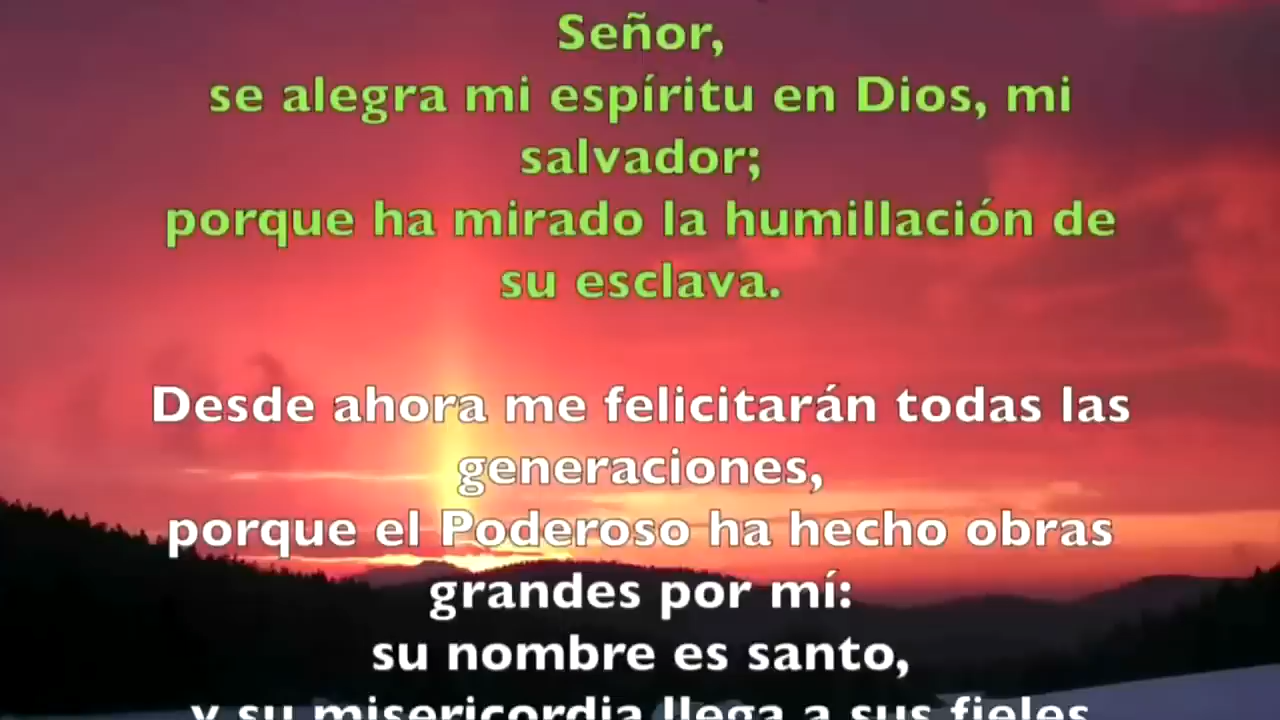 Señor,
se alegra mi espíritu en Dios, mi
salvador;
porque ha mirado la humillación de
su esclava.
Desde ahora me felicitarán todas las
generaciones,
porque el Poderoso ha hecho obras
grandes por mí:
su nombre es santo,
y su misericordia llega a sus fieles